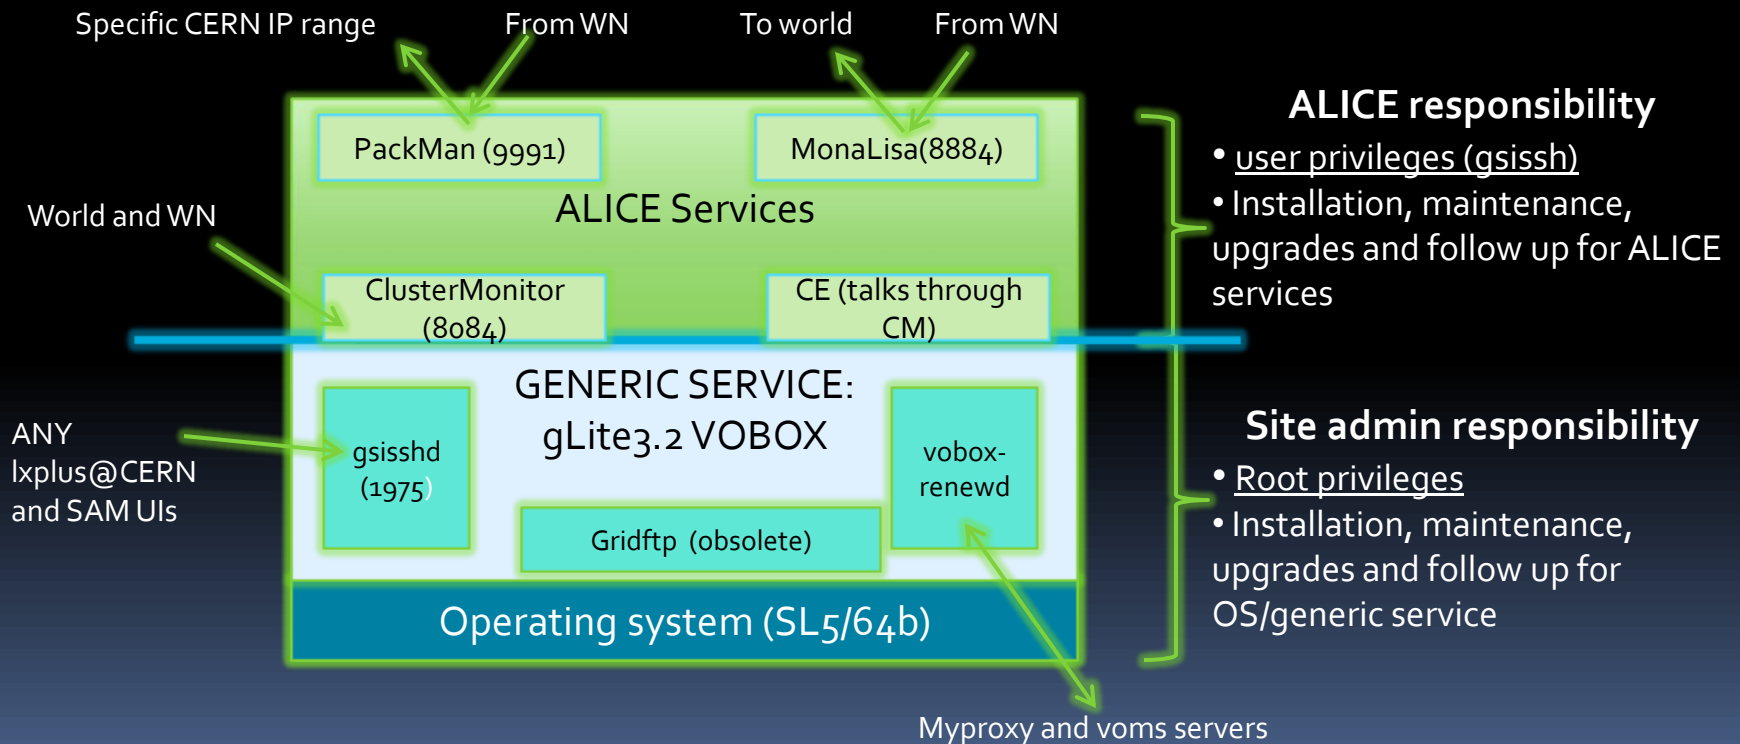 Specific CERN IP range
From WN
To world
From WN
PackMan (9991)
MonaLisa(8884)
ALICE Services
World and WN
ClusterMonitor
(8084)
CE (talks through
CM)
GENERIC SERVICE:
gLite3.2 VOBOX
ANY
lxplus@CERN
and SAM UIs
gsisshd
(1975)
vobox-
renewd
Gridftp (obsolete)
Operating system (SL5/64b)
Myproxy and voms servers
ALICE responsibility
• user privileges (gsissh)
• Installation, maintenance,
upgrades and follow up for ALICE
services
Site admin responsibility
• Root privileges
• Installation, maintenance,
upgrades and follow up for
OS/generic service